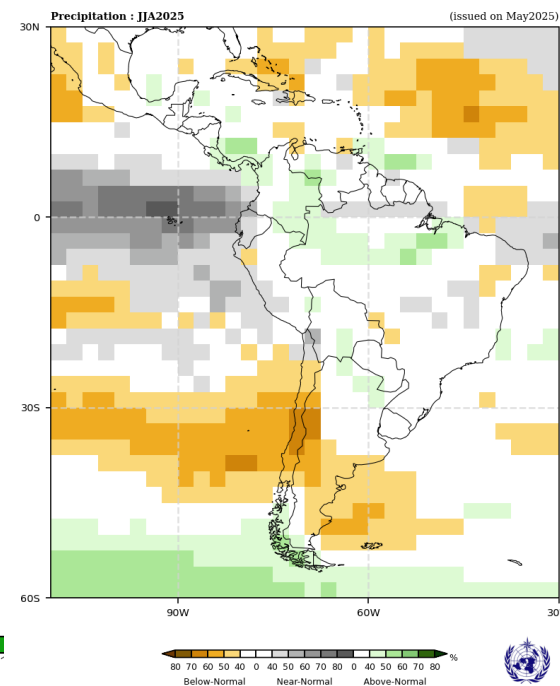 Precipitation : JJA2025 (issued on May2025)
30N
0
30S
60S
90W 60W 30
80 70 60 50 40 0 40 50 60 70 80 0 40 50 60 70 80 %
Below-Normal Near-Normal Above-Normal